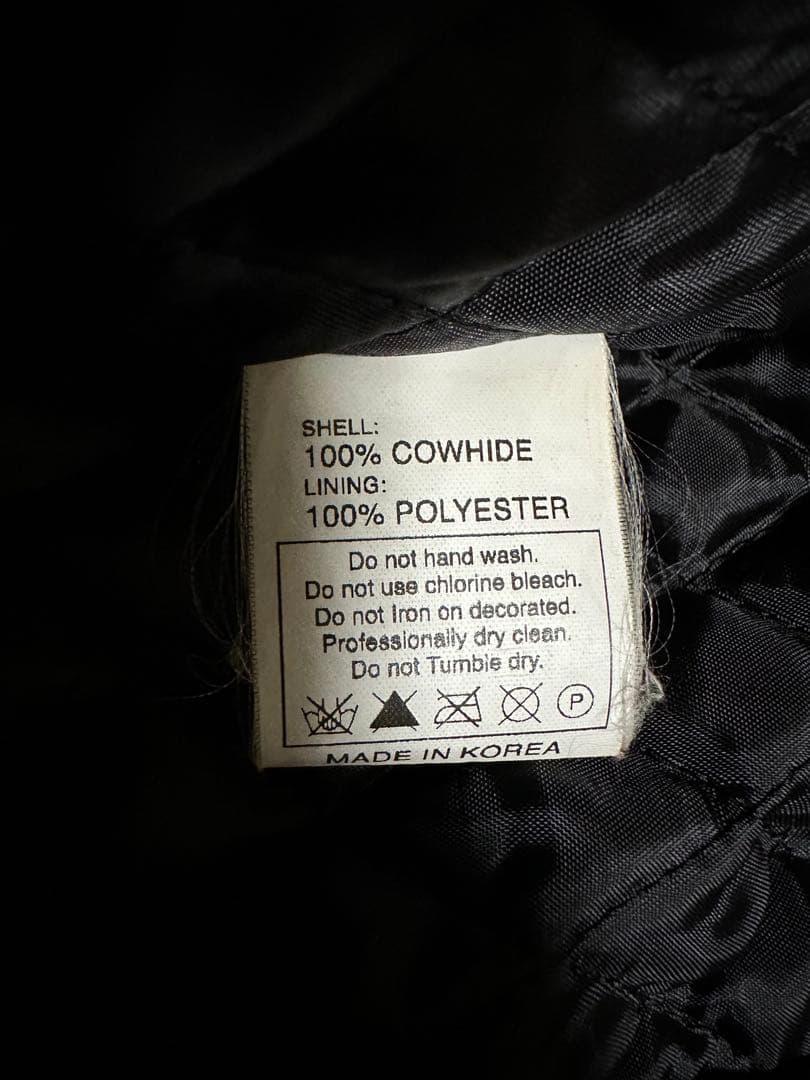 SHELL:
100% COWHIDE
LINING:
100% POLYESTER
Do not hand wash.
Do not use chlorine bleach.
Do not Iron on decorated.
Professionally dry clean.
Do not Tumble dry.
P
MADE IN KOREA